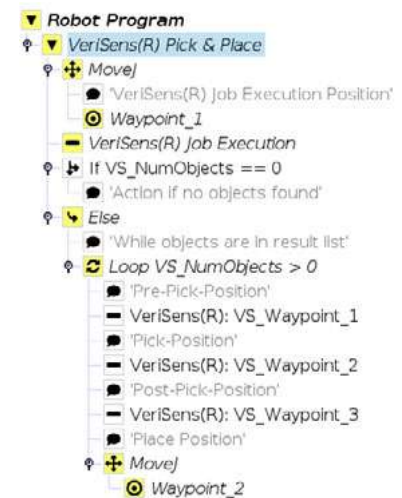 Robot Program
VeriSens(R) Pick & Place
MoveJ
'VeriSens(R) Job Execution Position'
Waypoint_1
VeriSens(R) Job Execution
If VS_NumObjects == 0
'Action if no objects found'
Else
'While objects are in result list'
Loop VS_NumObjects > 0
'Pre-Pick-Position'
VeriSens(R): VS_Waypoint_1
'Pick-Position'
VeriSens(R): VS_Waypoint_2
'Post-Pick-Position'
VeriSens(R): VS_Waypoint_3
'Place Position'
MoveJ
Waypoint_2